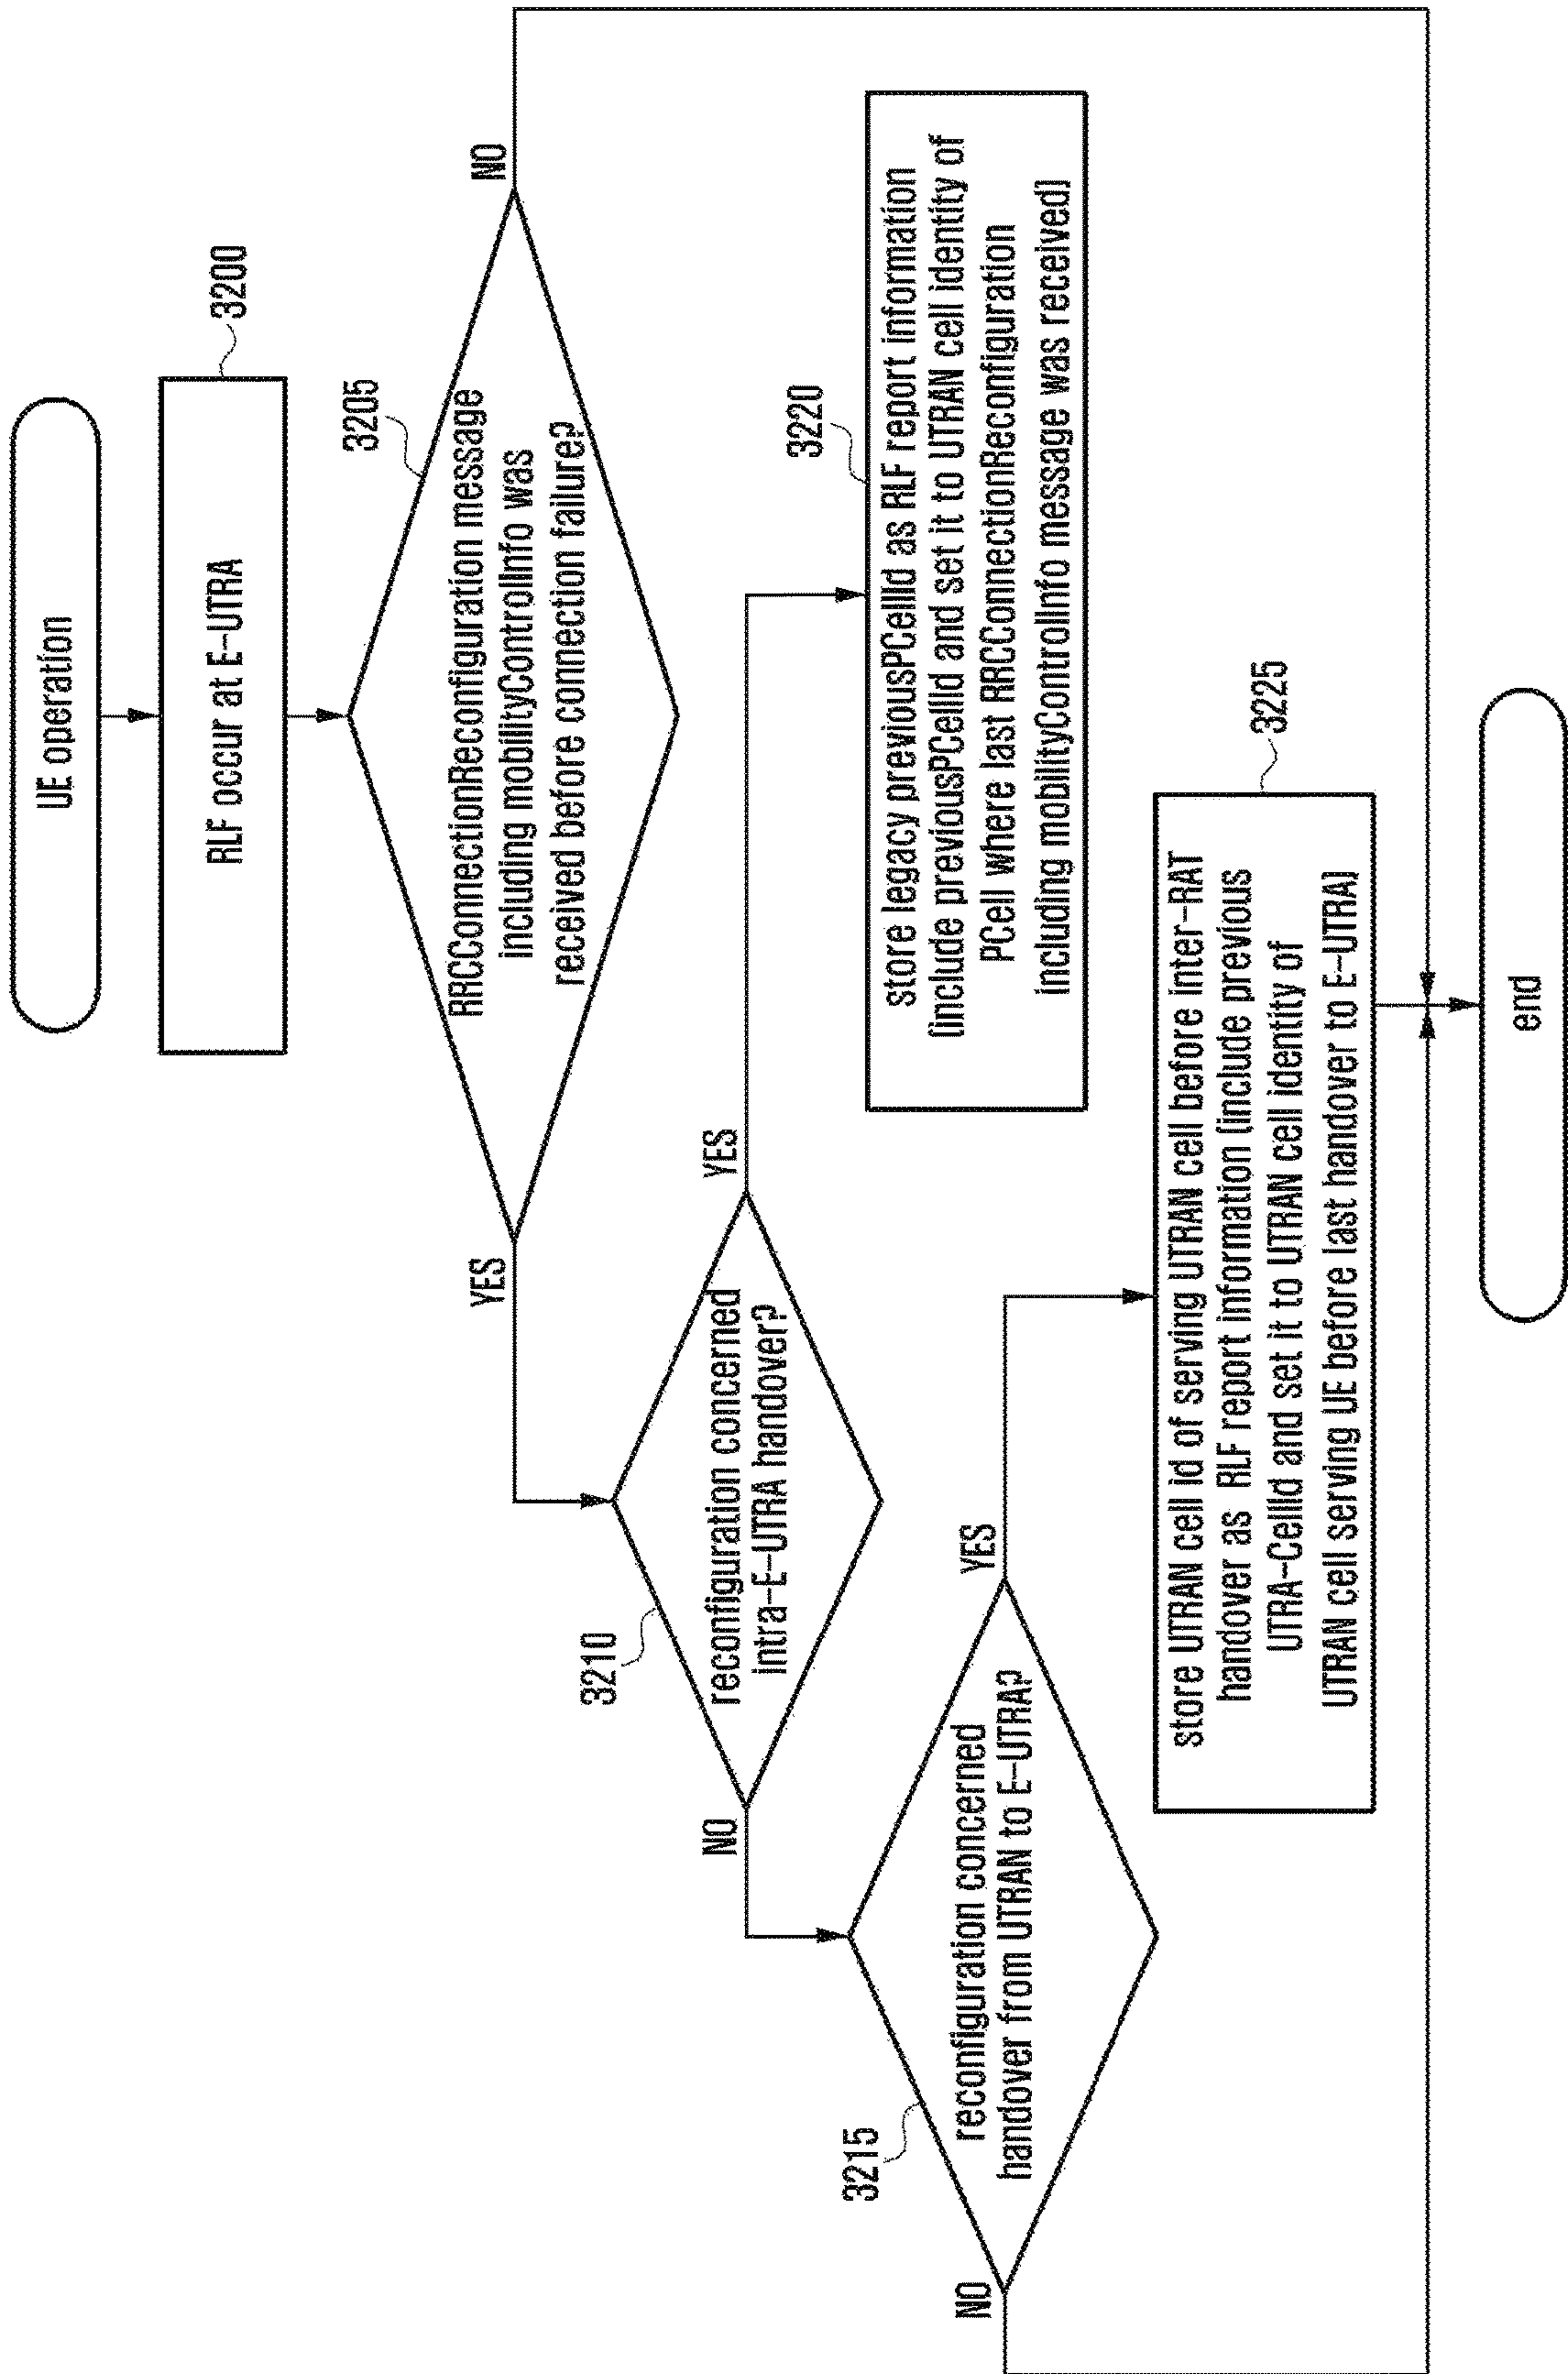 UE operation
RLF occur at E-UTRA
3200
RRCConnectionReconfiguration message
including mobilityControlInfo was
received before connection failure?
3205
NO
YES
reconfiguration concerned
intra-E-UTRA handover?
3210
YES
NO
store legacy previousPCellId as RLF report information
(include previousPCellId and set it to UTRAN cell identity of
PCell where last RRCConnectionReconfiguration
including mobilityControlInfo message was received)
3220
reconfiguration concerned
handover from UTRAN to E-UTRA?
3215
YES
NO
store UTRAN cell id of serving UTRAN cell before inter-RAT
handover as RLF report information (include previous
UTRA-CellId and set it to UTRAN cell identity of
UTRAN cell serving UE before last handover to E-UTRA)
3225
end